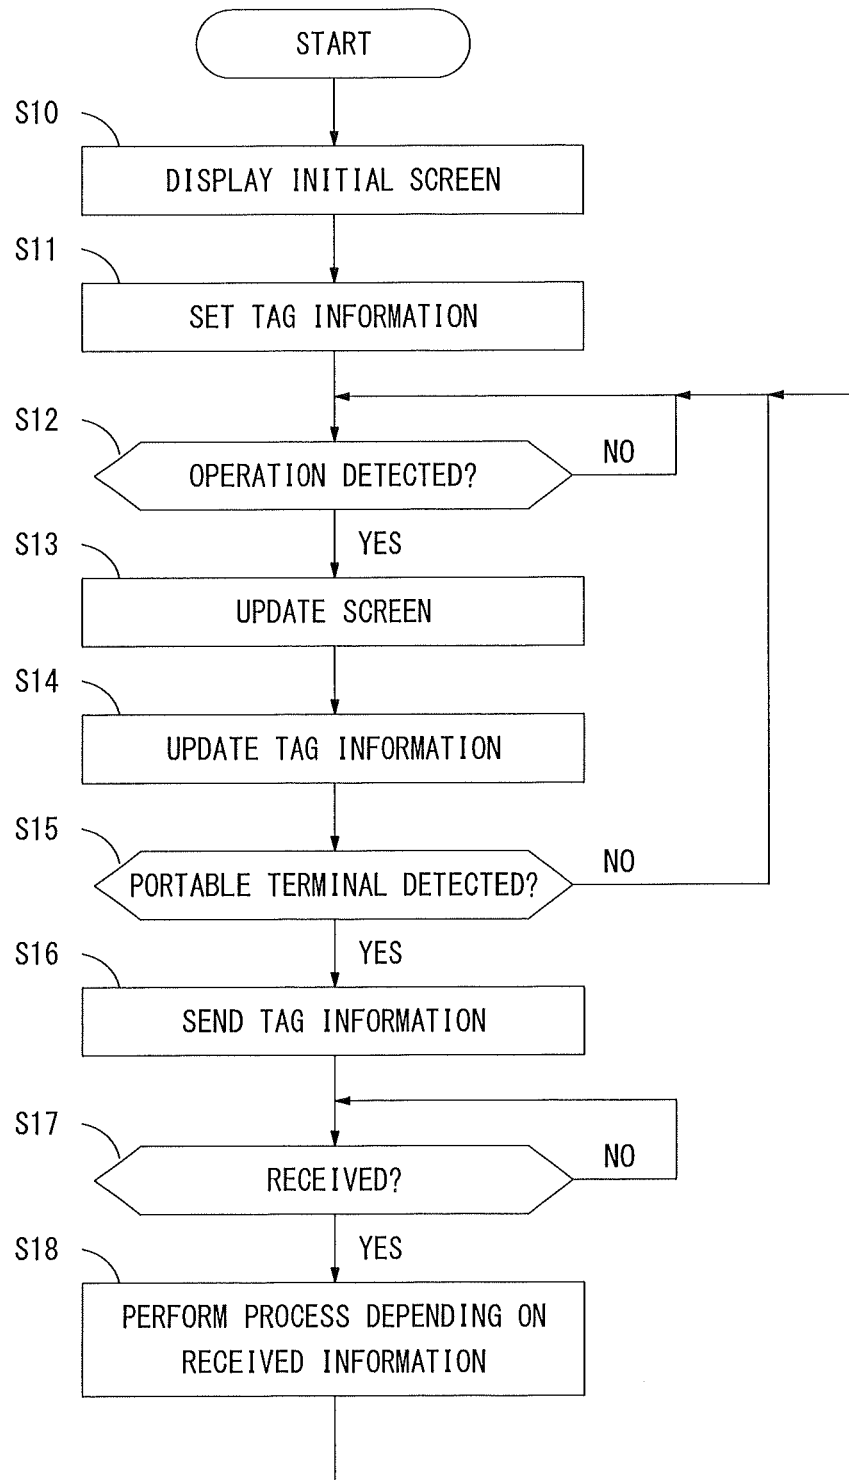 START
S10
DISPLAY INITIAL SCREEN
S11
SET TAG INFORMATION
S12
OPERATION DETECTED?
NO
YES
S13
UPDATE SCREEN
S14
UPDATE TAG INFORMATION
S15
PORTABLE TERMINAL DETECTED?
NO
YES
S16
SEND TAG INFORMATION
S17
RECEIVED?
NO
YES
S18
PERFORM PROCESS DEPENDING ON
RECEIVED INFORMATION